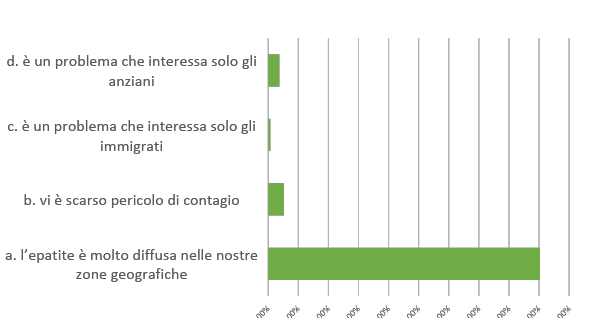 d. è un problema che interessa solo gli
anziani
c. è un problema che interessa solo gli
immigrati
b. vi è scarso pericolo di contagio
a. l'epatite è molto diffusa nelle nostre
zone geografiche